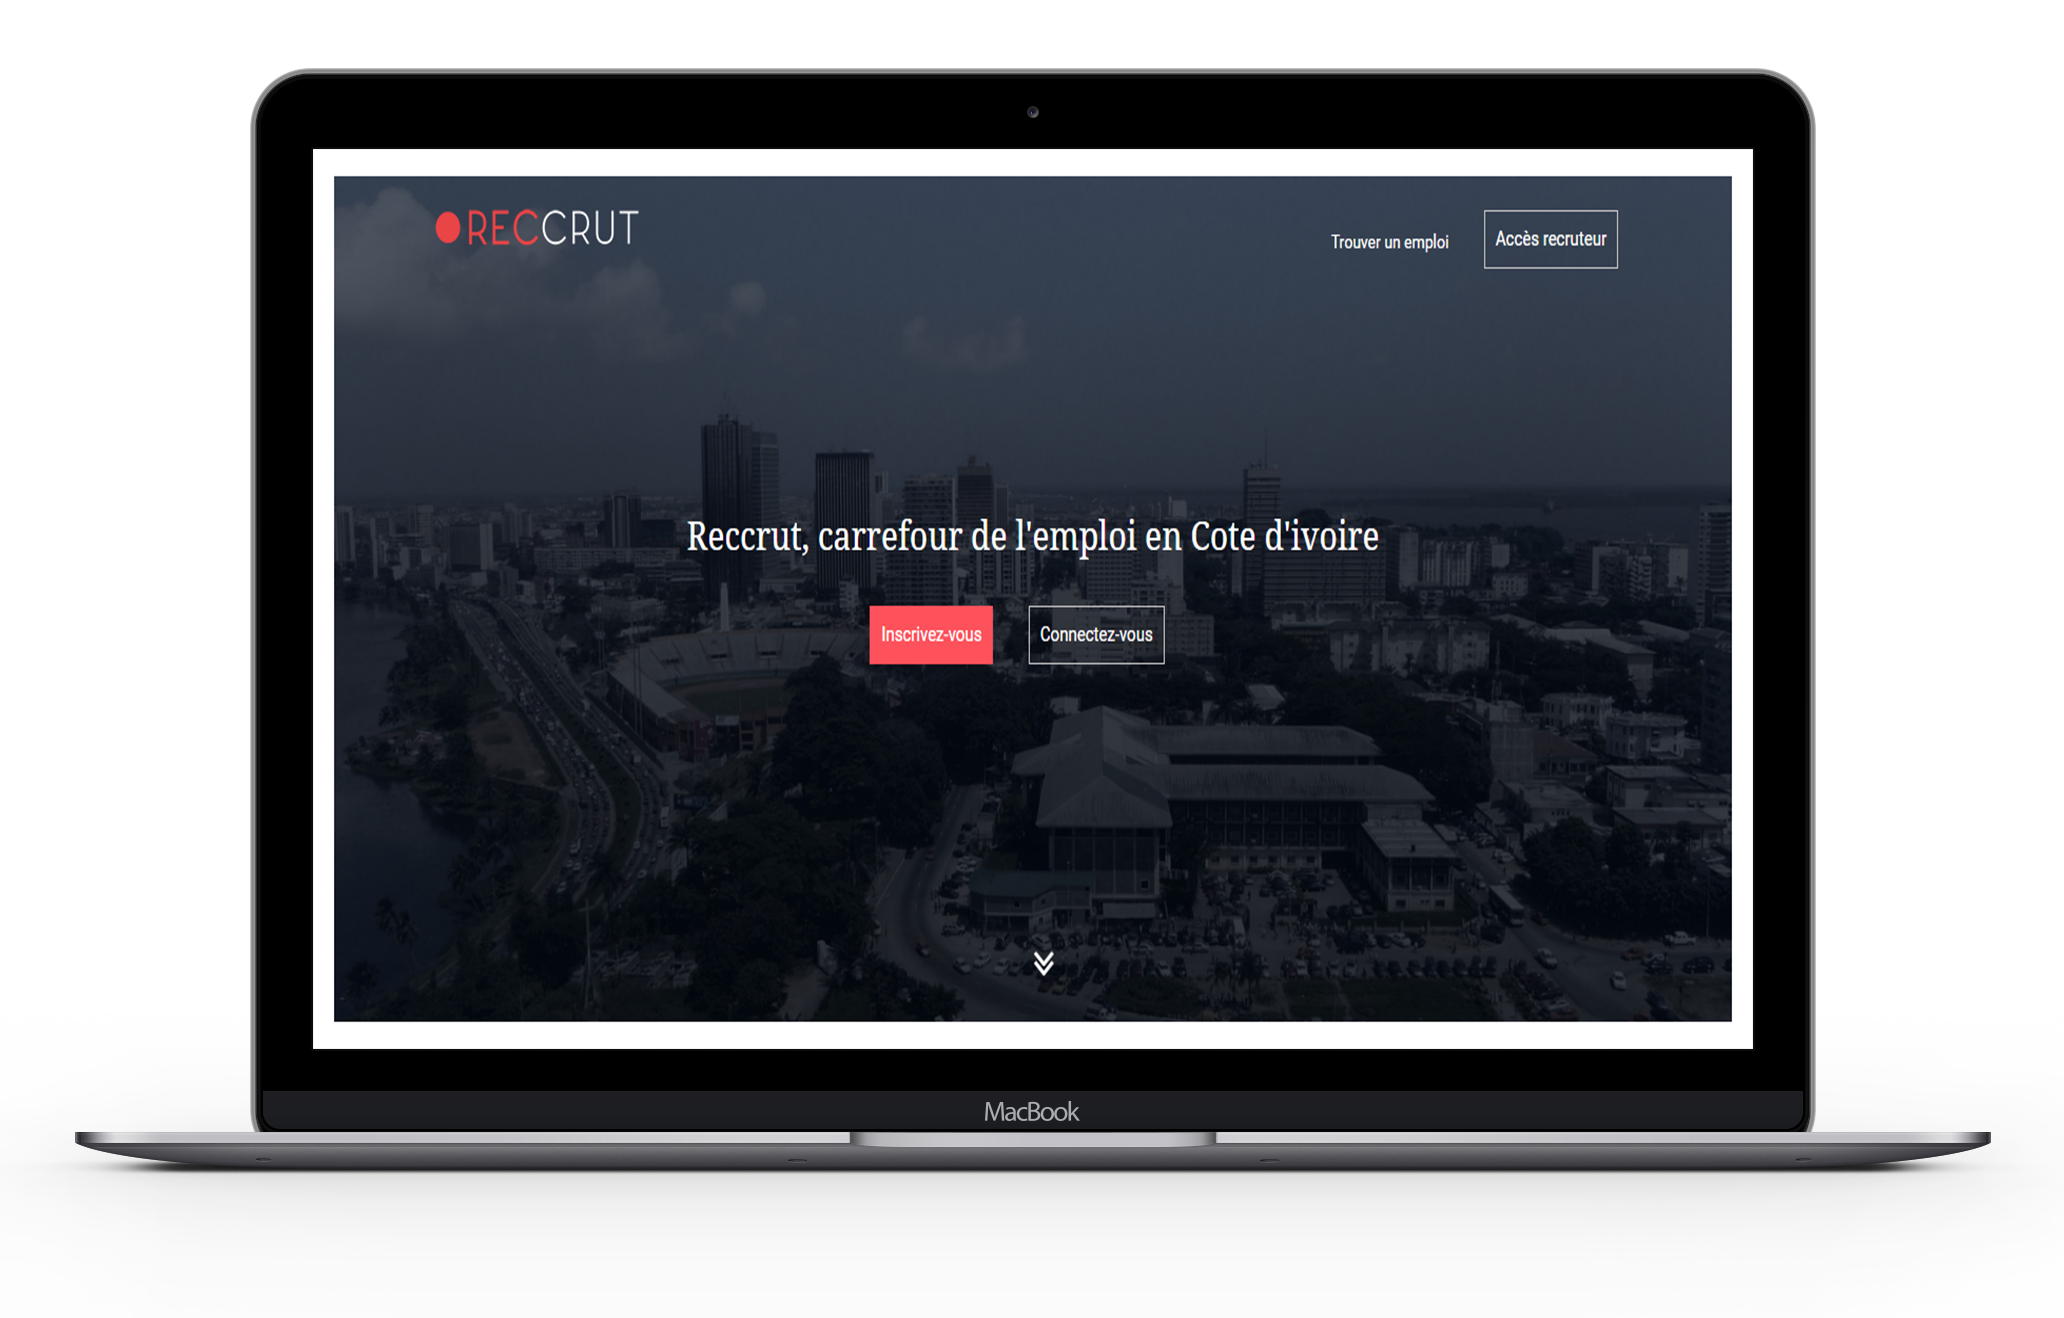 RECCRUT
Trouver un emploi
Accès recruteur
Reccrut, carrefour de l'emploi en Cote d'ivoire
Inscrivez-vous
Connectez-vous
MacBook